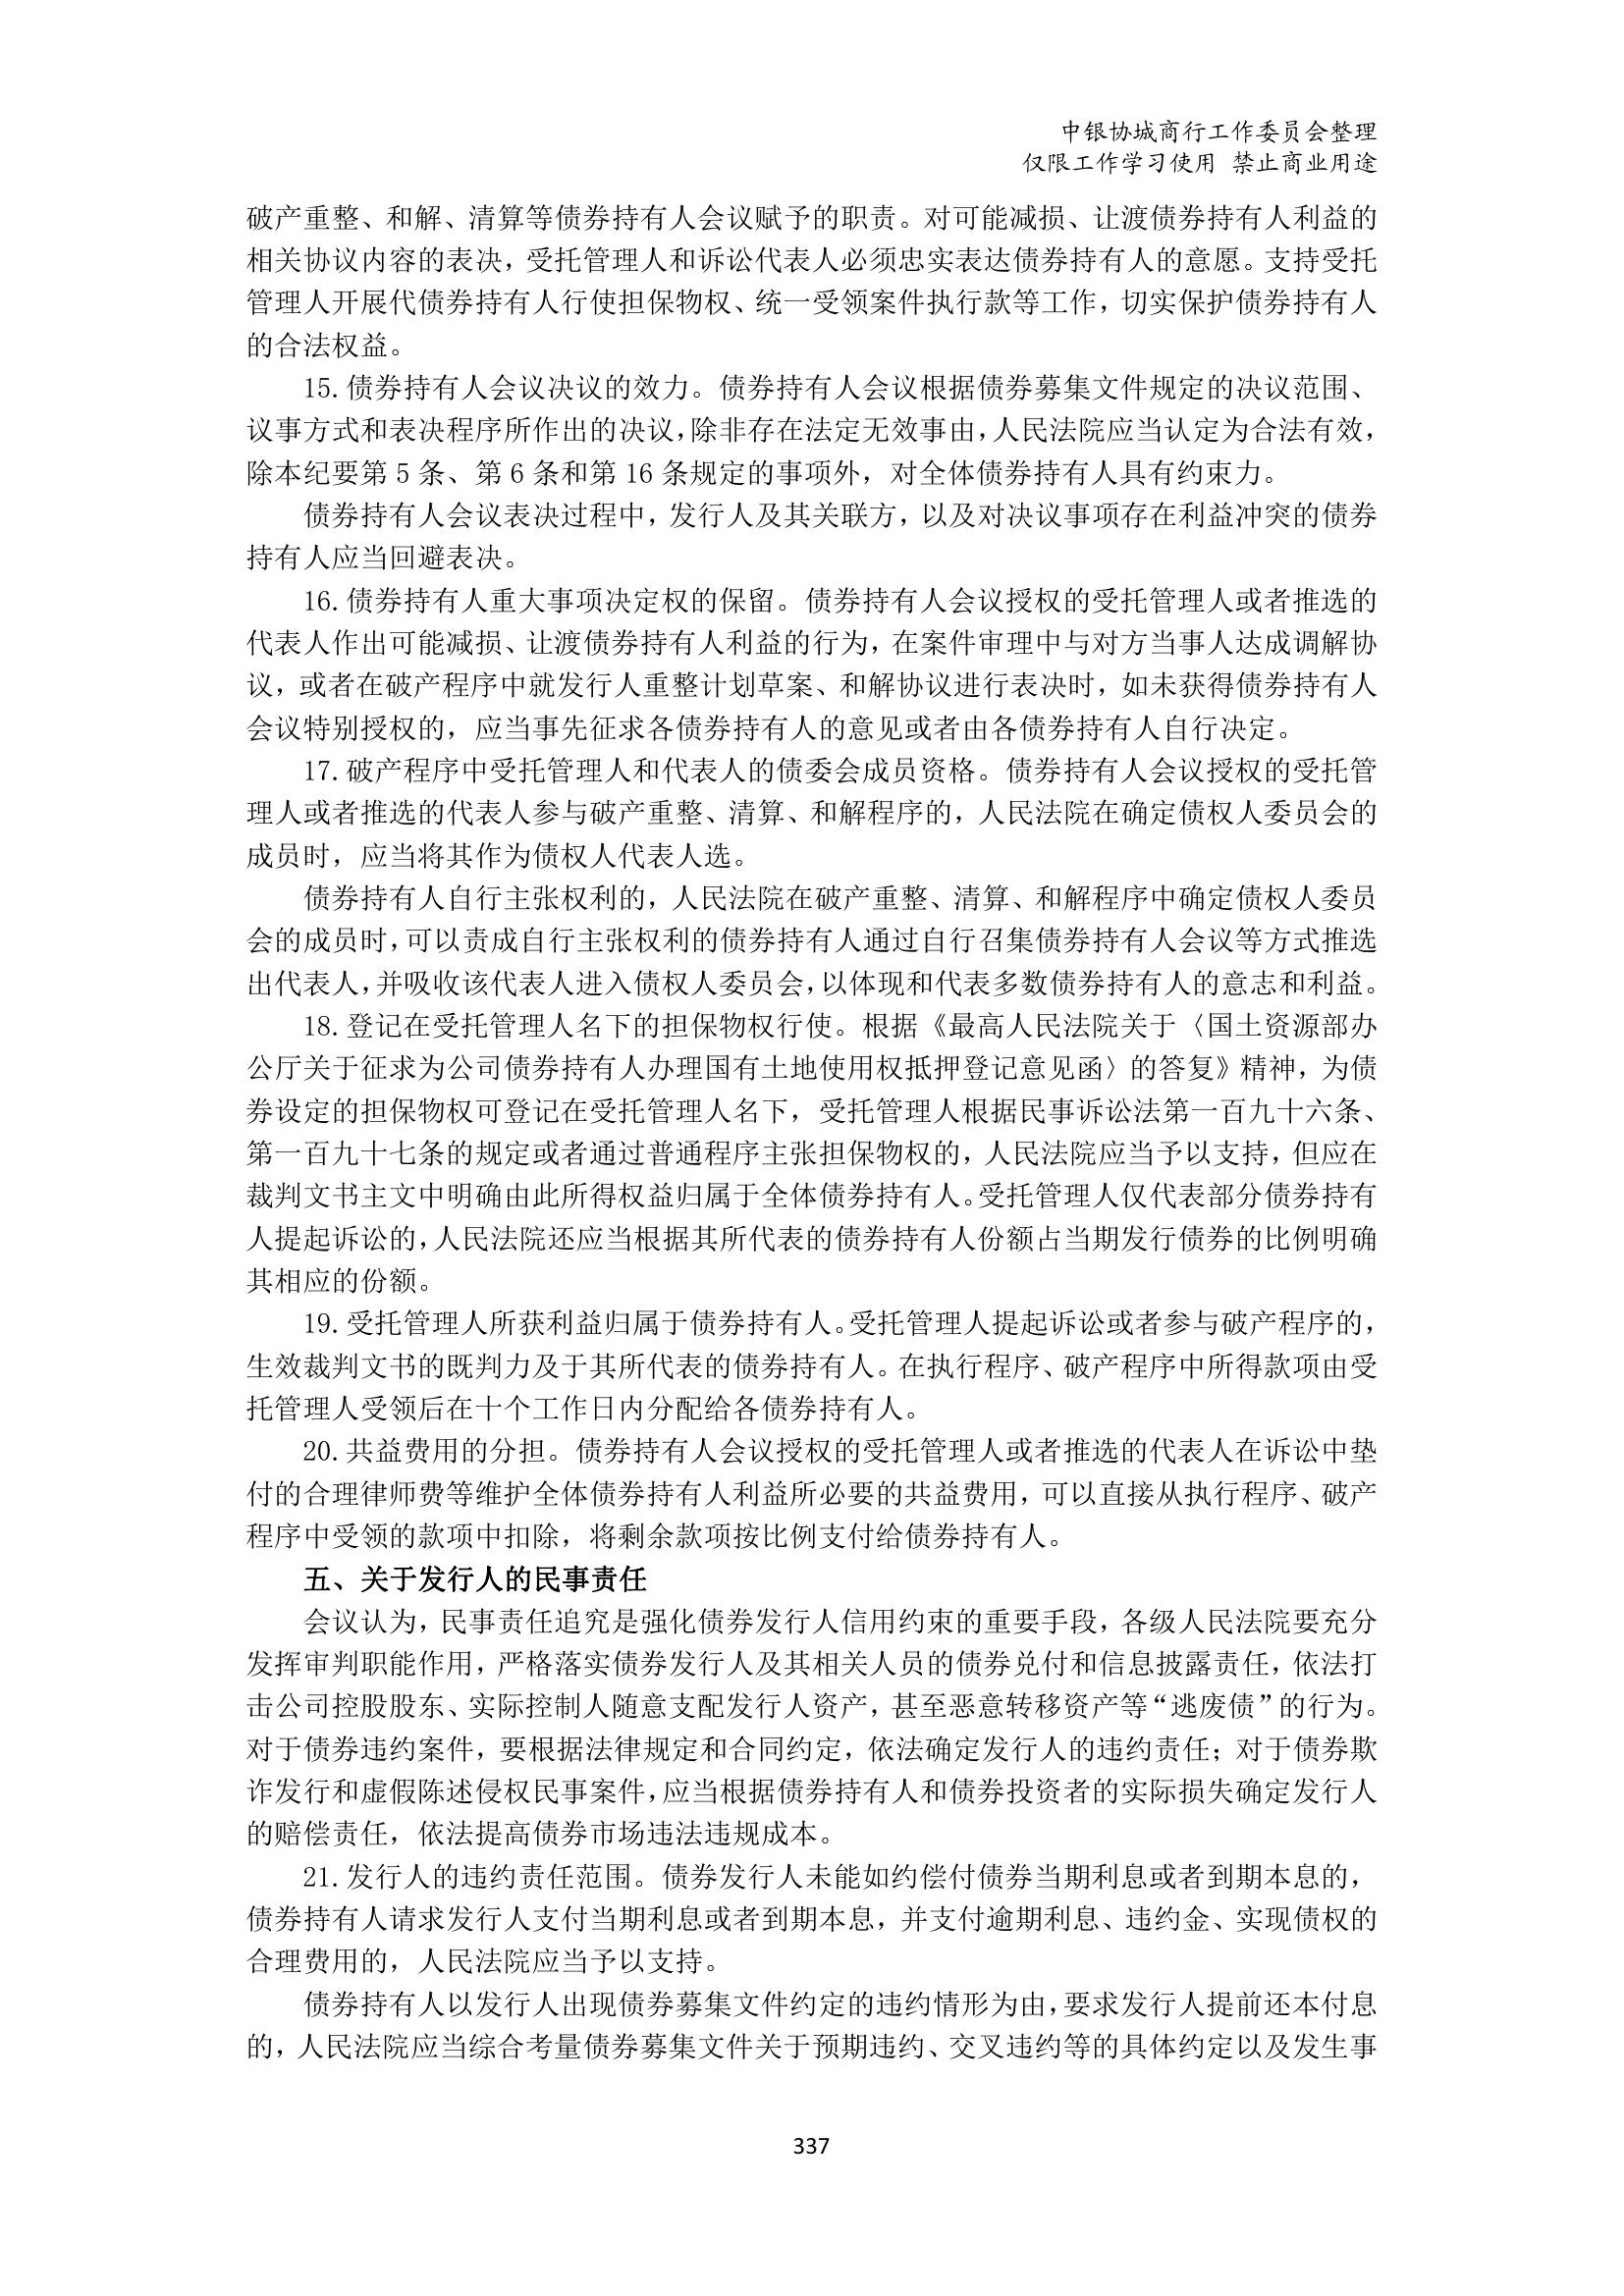 中银协城商行工作委员会整理
仅限工作学习使用 禁止商业用途
破产重整、和解、清算等债券持有人会议赋予的职责。对可能减损、让渡债券持有人利益的
相关协议内容的表决，受托管理人和诉讼代表人必须忠实表达债券持有人的意愿。支持受托
管理人开展代债券持有人行使担保物权、统一受领案件执行款等工作，切实保护债券持有人
的合法权益。
15.债券持有人会议决议的效力。债券持有人会议根据债券募集文件规定的决议范围、
议事方式和表决程序所作出的决议，除非存在法定无效事由，人民法院应当认定为合法有效，
除本纪要第 5 条、第 6 条和第 16 条规定的事项外，对全体债券持有人具有约束力。
债券持有人会议表决过程中，发行人及其关联方，以及对决议事项存在利益冲突的债券
持有人应当回避表决。
16.债券持有人重大事项决定权的保留。债券持有人会议授权的受托管理人或者推选的
代表人作出可能减损、让渡债券持有人利益的行为，在案件审理中与对方当事人达成调解协
议，或者在破产程序中就发行人重整计划草案、和解协议进行表决时，如未获得债券持有人
会议特别授权的，应当事先征求各债券持有人的意见或者由各债券持有人自行决定。
17.破产程序中受托管理人和代表人的债委会成员资格。债券持有人会议授权的受托管
理人或者推选的代表人参与破产重整、清算、和解程序的，人民法院在确定债权人委员会的
成员时，应当将其作为债权人代表人选。
债券持有人自行主张权利的，人民法院在破产重整、清算、和解程序中确定债权人委员
会的成员时，可以责成自行主张权利的债券持有人通过自行召集债券持有人会议等方式推选
出代表人，并吸收该代表人进入债权人委员会，以体现和代表多数债券持有人的意志和利益。
18.登记在受托管理人名下的担保物权行使。根据《最高人民法院关于〈国土资源部办
公厅关于征求为公司债券持有人办理国有土地使用权抵押登记意见函〉的答复》精神，为债
券设定的担保物权可登记在受托管理人名下，受托管理人根据民事诉讼法第一百九十六条、
第一百九十七条的规定或者通过普通程序主张担保物权的，人民法院应当予以支持，但应在
裁判文书主文中明确由此所得权益归属于全体债券持有人。受托管理人仅代表部分债券持有
人提起诉讼的，人民法院还应当根据其所代表的债券持有人份额占当期发行债券的比例明确
其相应的份额。
19.受托管理人所获利益归属于债券持有人。受托管理人提起诉讼或者参与破产程序的，
生效裁判文书的既判力及于其所代表的债券持有人。在执行程序、破产程序中所得款项由受
托管理人受领后在十个工作日内分配给各债券持有人。
20.共益费用的分担。债券持有人会议授权的受托管理人或者推选的代表人在诉讼中垫
付的合理律师费等维护全体债券持有人利益所必要的共益费用，可以直接从执行程序、破产
程序中受领的款项中扣除，将剩余款项按比例支付给债券持有人。
五、关于发行人的民事责任
会议认为，民事责任追究是强化债券发行人信用约束的重要手段，各级人民法院要充分
发挥审判职能作用，严格落实债券发行人及其相关人员的债券兑付和信息披露责任，依法打
击公司控股股东、实际控制人随意支配发行人资产，甚至恶意转移资产等“逃废债”的行为。
对于债券违约案件，要根据法律规定和合同约定，依法确定发行人的违约责任；对于债券欺
诈发行和虚假陈述侵权民事案件，应当根据债券持有人和债券投资者的实际损失确定发行人
的赔偿责任，依法提高债券市场违法违规成本。
21.发行人的违约责任范围。债券发行人未能如约偿付债券当期利息或者到期本息的，
债券持有人请求发行人支付当期利息或者到期本息，并支付逾期利息、违约金、实现债权的
合理费用的，人民法院应当予以支持。
债券持有人以发行人出现债券募集文件约定的违约情形为由，要求发行人提前还本付息
的，人民法院应当综合考量债券募集文件关于预期违约、交叉违约等的具体约定以及发生事
337